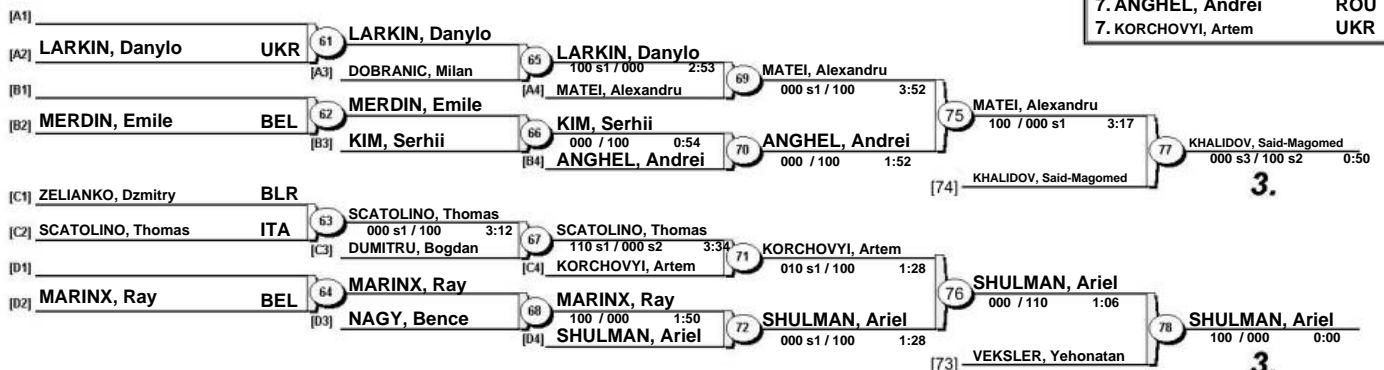 7. ANGHEL, Andrei ROU
7. KORCHOVYI, Artem UKR
[A1]
[A2] LARKIN, Danylo UKR
61 LARKIN, Danylo
[A3] DOBRANIC, Milan
65 LARKIN, Danylo
100 s1 / 000 2:53
[A4] MATEI, Alexandru
69 MATEI, Alexandru
000 s1 / 100 3:52
[B1]
[B2] MERDIN, Emile BEL
62 MERDIN, Emile
[B3] KIM, Serhii
66 KIM, Serhii
000 / 100 0:54
[B4] ANGHEL, Andrei
70 ANGHEL, Andrei
000 / 100 1:52
75 MATEI, Alexandru
100 / 000 s1 3:17
[74] KHALIDOV, Said-Magomed
77 KHALIDOV, Said-Magomed
000 s3 / 100 s2 0:50
3.
[C1] ZELIANKO, Dzmitry BLR
[C2] SCATOLINO, Thomas ITA
63 SCATOLINO, Thomas
000 s1 / 100 3:12
[C3] DUMITRU, Bogdan
67 SCATOLINO, Thomas
110 s1 / 000 s2 3:34
[C4] KORCHOVYI, Artem
71 KORCHOVYI, Artem
010 s1 / 100 1:28
[D1]
[D2] MARINX, Ray BEL
64 MARINX, Ray
[D3] NAGY, Bence
68 MARINX, Ray
100 / 000 1:50
[D4] SHULMAN, Ariel
72 SHULMAN, Ariel
000 s1 / 100 1:28
76 SHULMAN, Ariel
000 / 110 1:06
[73] VEKSLER, Yehonatan
78 SHULMAN, Ariel
100 / 000 0:00
3.